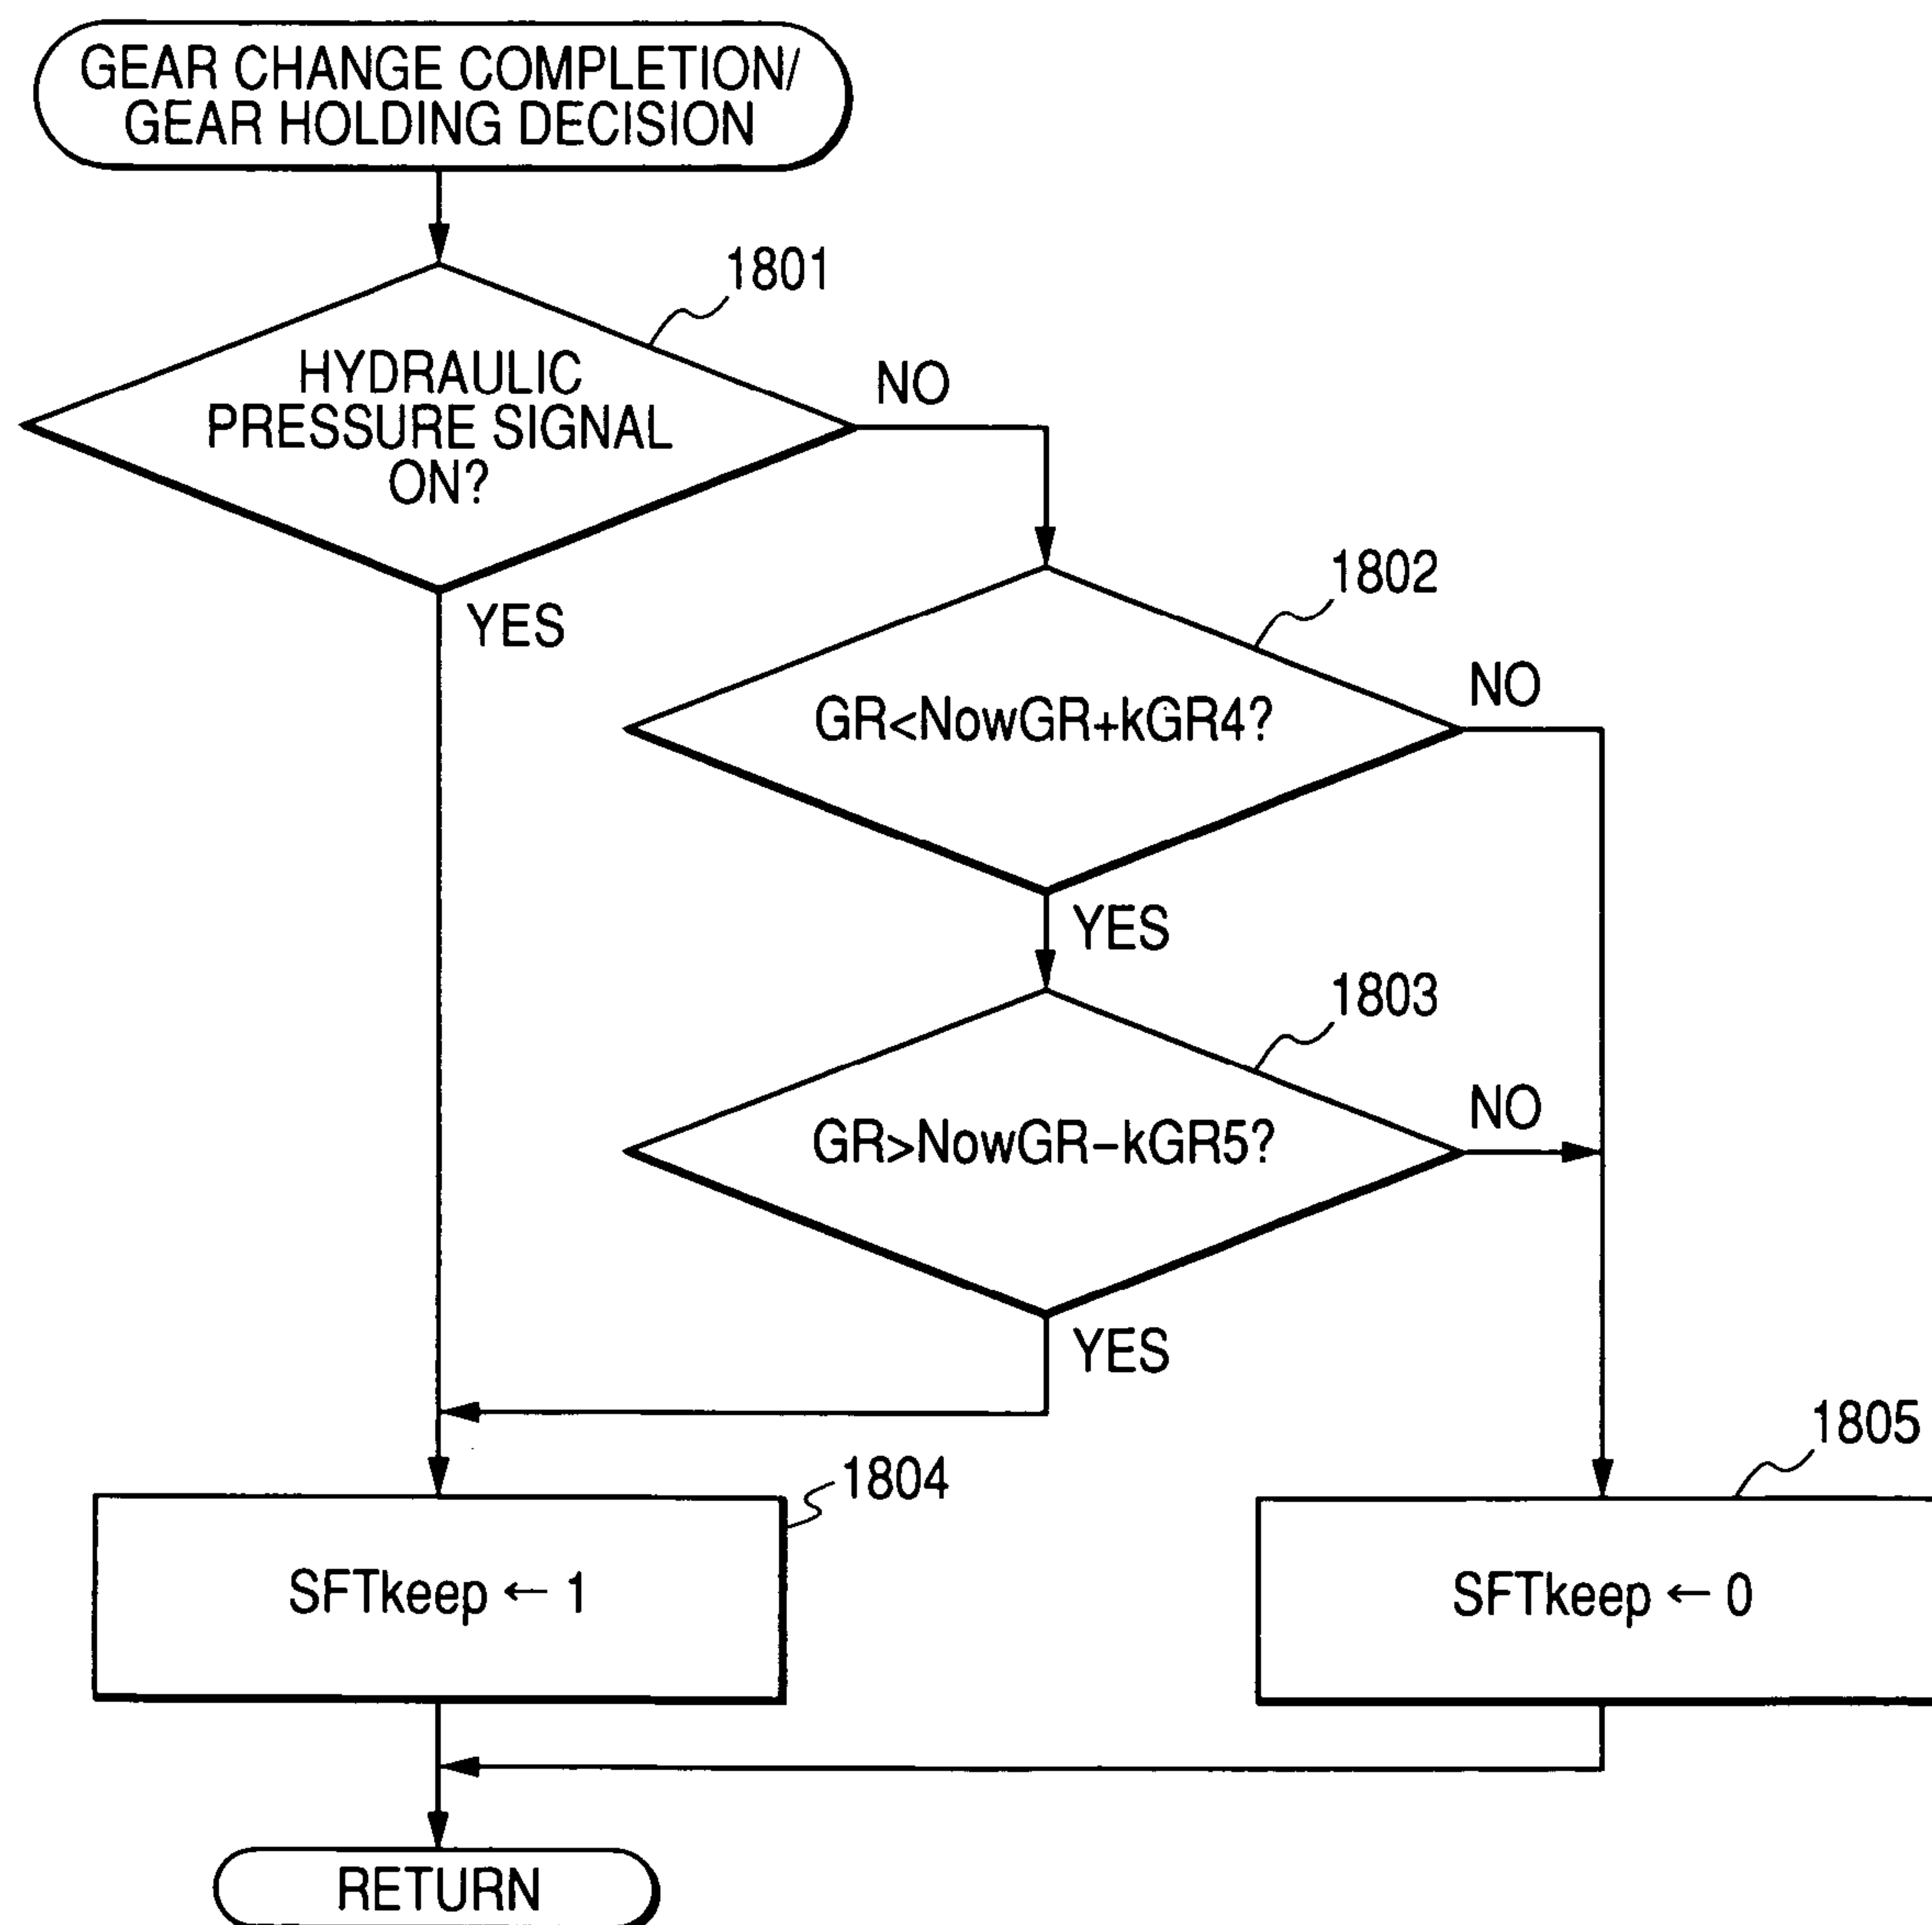 GEAR CHANGE COMPLETION/
GEAR HOLDING DECISION
1801
HYDRAULIC
PRESSURE SIGNAL
ON?
NO
YES
1802
GR<NowGR+kGR4?
NO
YES
1803
GR>NowGR−kGR5?
NO
YES
1804
SFTkeep ← 1
1805
SFTkeep ← 0
RETURN